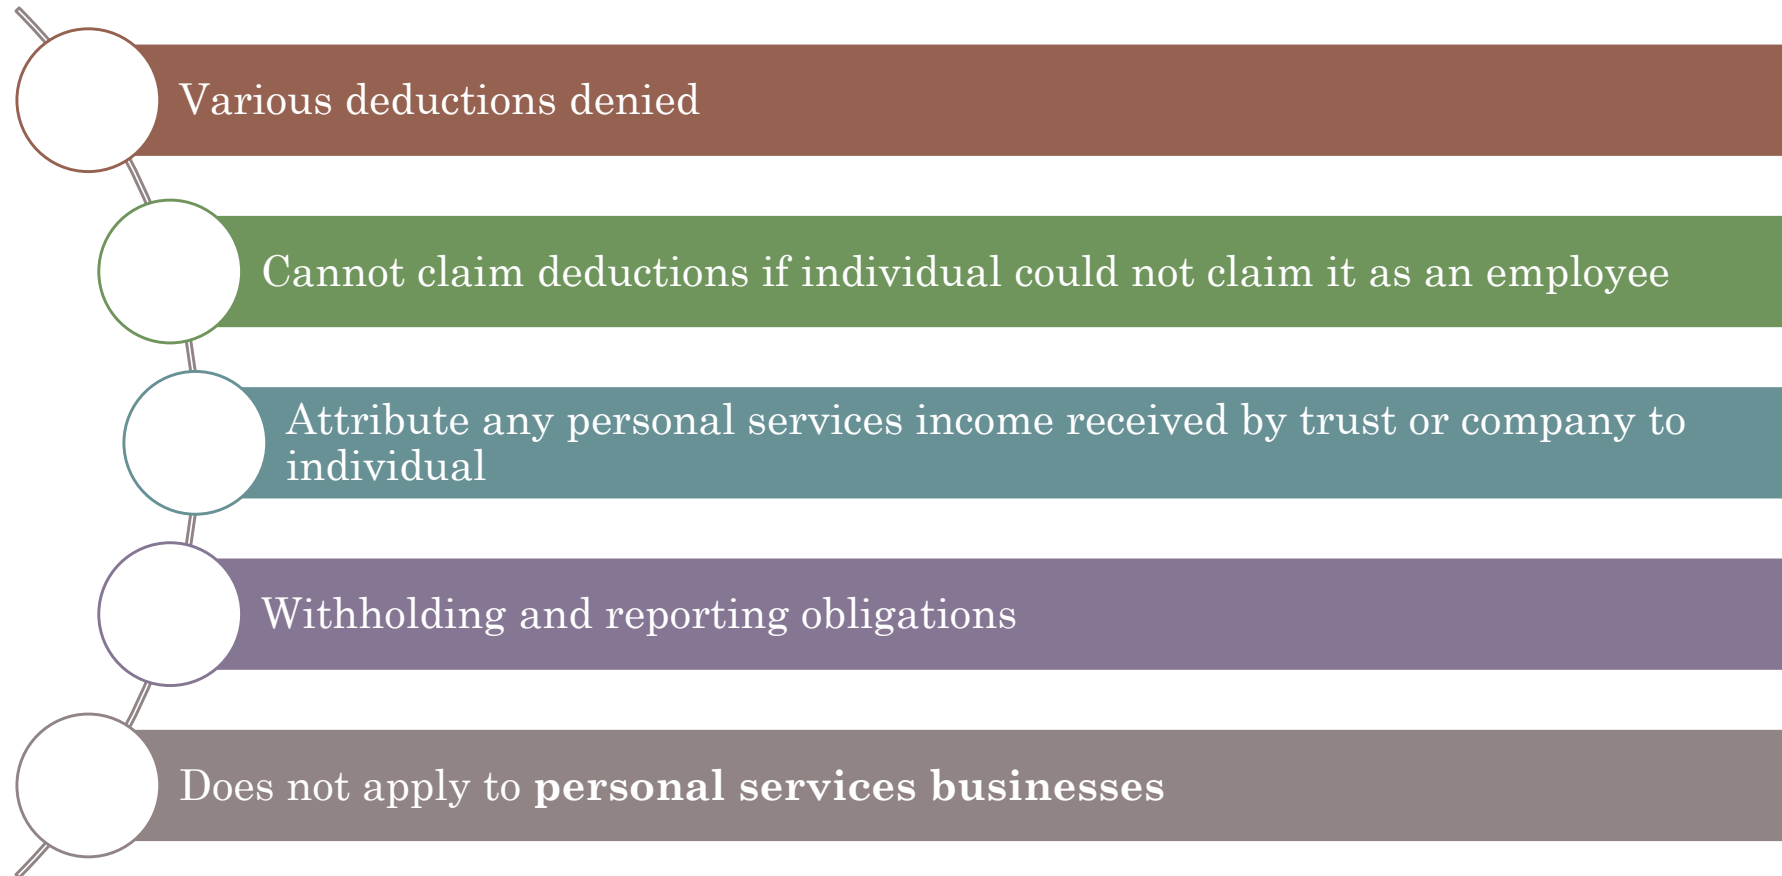 Various deductions denied
Cannot claim deductions if individual could not claim it as an employee
Attribute any personal services income received by trust or company to
individual
Withholding and reporting obligations
Does not apply to personal services businesses